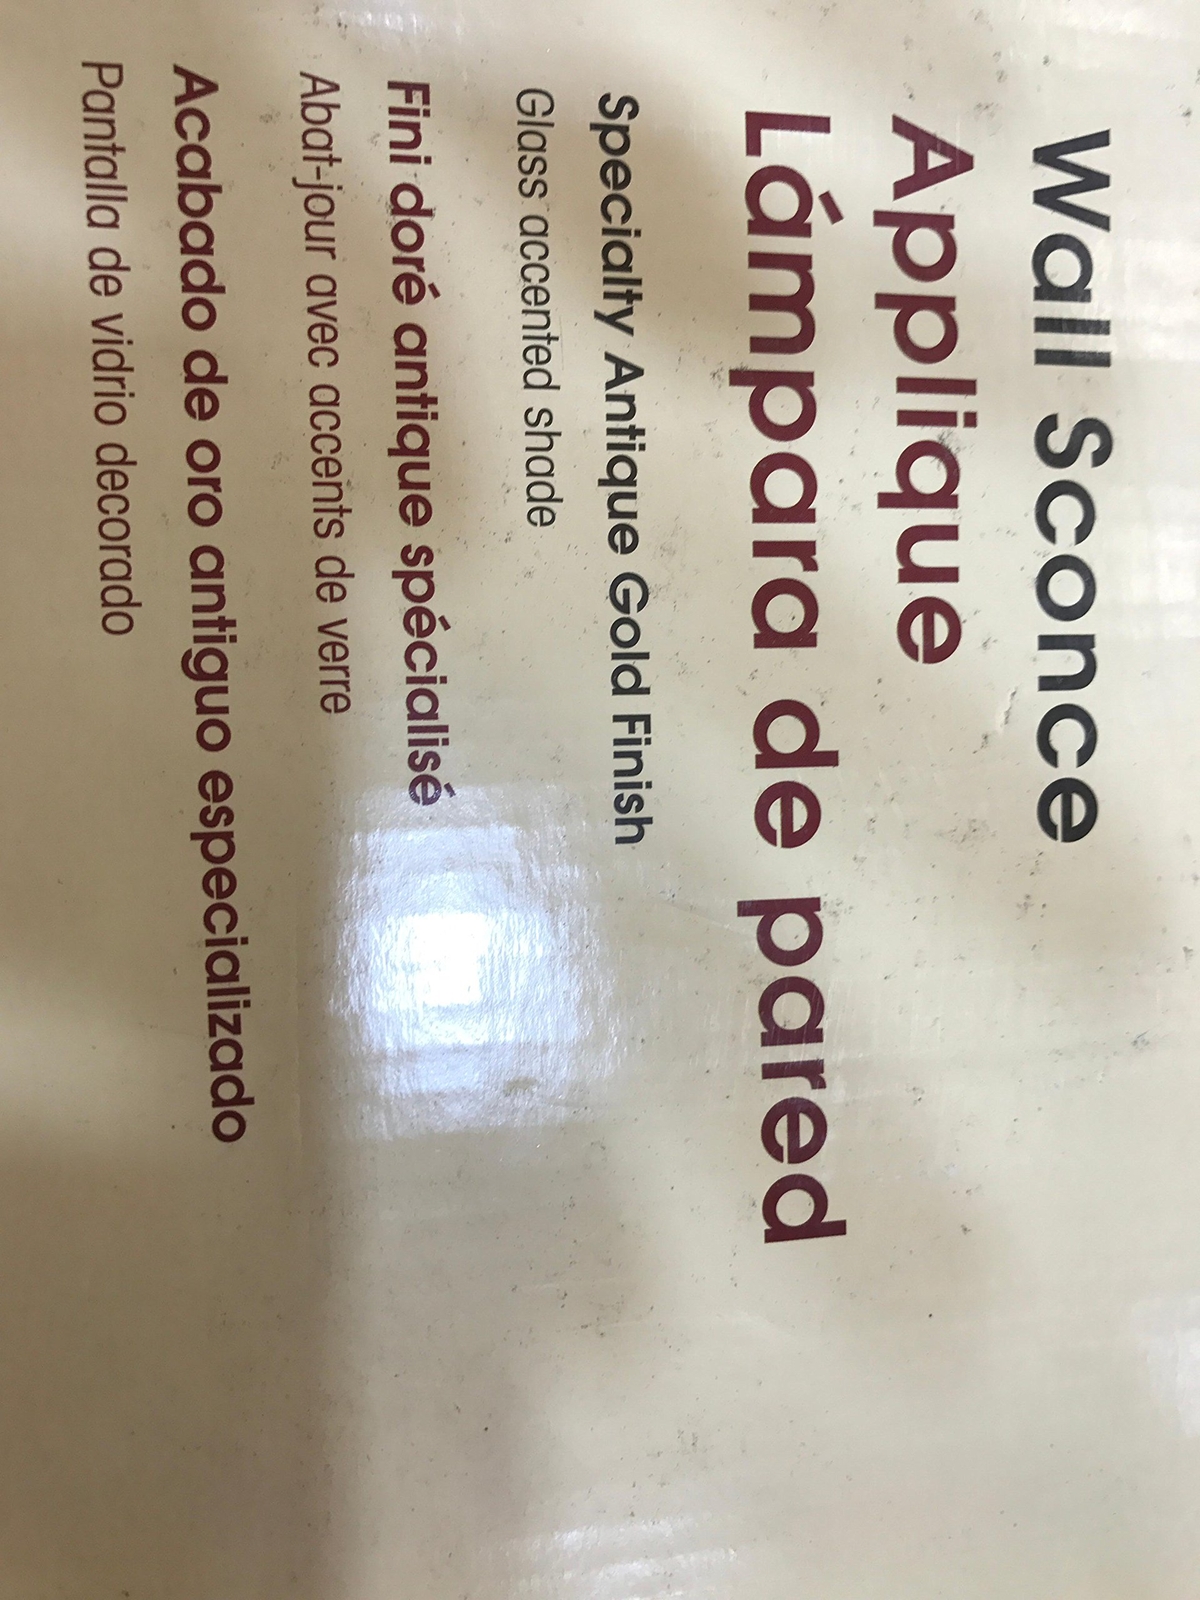 Wall Sconce
Applique
Lámpara de pared
Specialty Antique Gold Finish
Glass accented shade
Fini doré antique spécialisé
Abat-jour avec accents de verre
Acabado de oro antiguo especializado
Pantalla de vidrio decorado